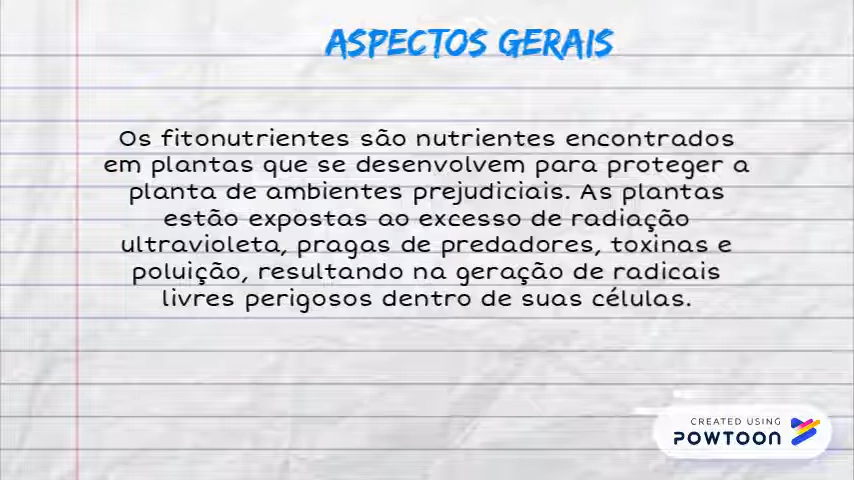 ASPECTOS GERAIS
Os fitonutrientes são nutrientes encontrados
em plantas que se desenvolvem para proteger a
planta de ambientes prejudiciais. As plantas
estão expostas ao excesso de radiação
ultravioleta, pragas de predadores, toxinas e
poluição, resultando na geração de radicais
livres perigosos dentro de suas células.
CREATED USING
POWTOON